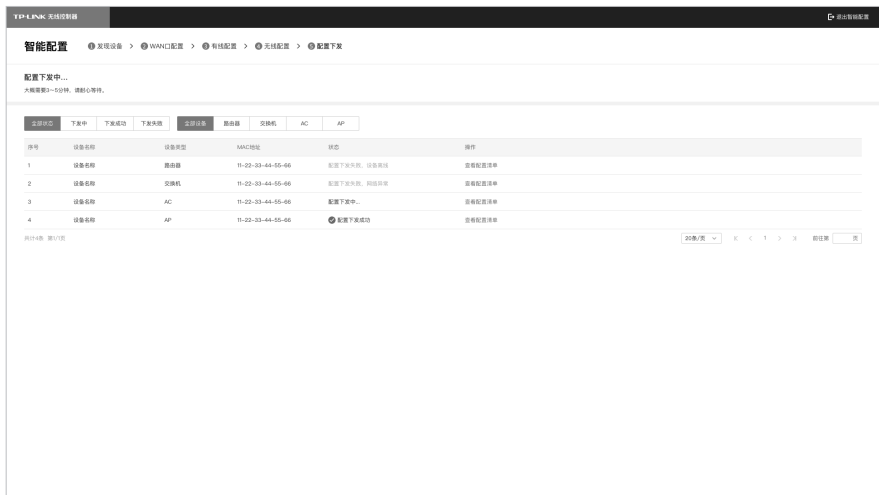 TP-LINK 无线控制器 退出智能配置
智能配置 1 发现设备 > 2 WAN口配置 > 3 有线配置 > 4 无线配置 > 5 配置下发
配置下发中...
大概需要3~5分钟，请耐心等待。
全部状态 下发中 下发成功 下发失败 全部设备 路由器 交换机 AC AP
序号 设备名称 设备类型 MAC地址 状态 操作
1 设备名称 路由器 11-22-33-44-55-66 配置下发失败，设备离线 查看配置清单
2 设备名称 交换机 11-22-33-44-55-66 配置下发失败，网络异常 查看配置清单
3 设备名称 AC 11-22-33-44-55-66 配置下发中... 查看配置清单
4 设备名称 AP 11-22-33-44-55-66 配置下发成功 查看配置清单
共计4条 第1/1页 20条/页 1 前往第 页